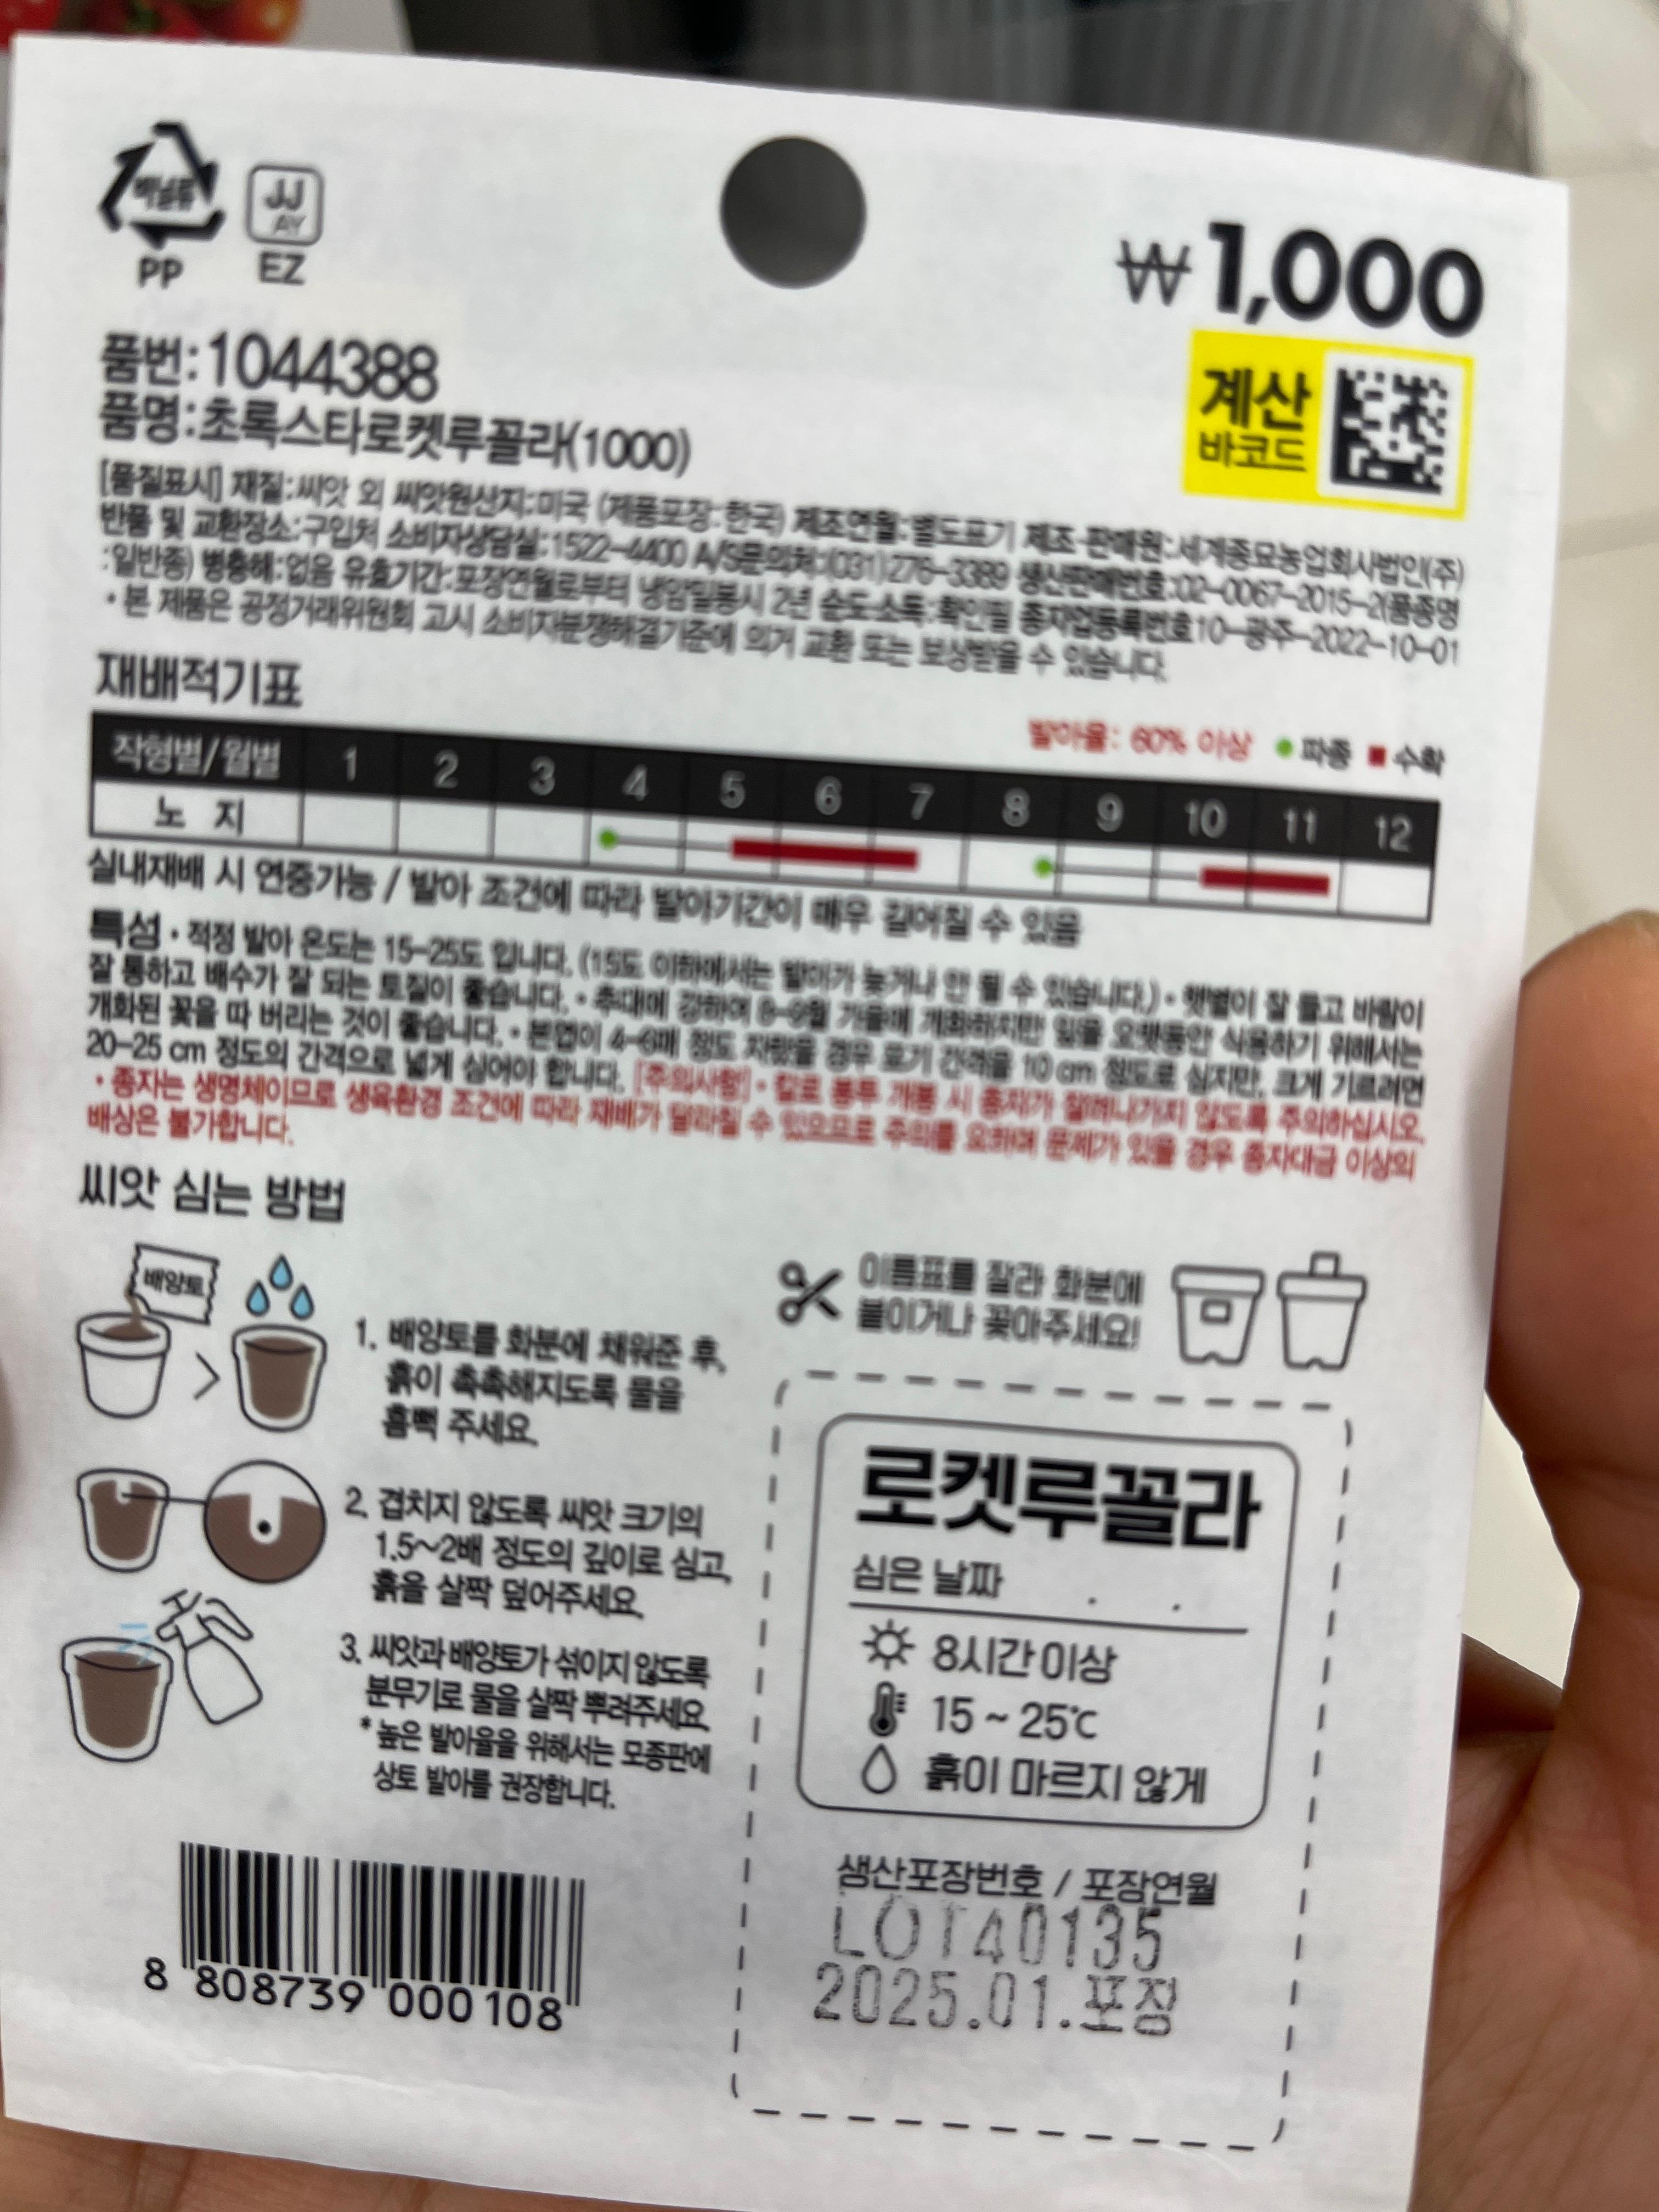 비닐류
PP
JJ
AY
EZ
₩1,000
계산
바코드
품번:1044388
품명:초록스타로켓루꼴라(1000)
[품질표시] 재질:씨앗 외 씨앗원산지:미국 (제품포장:한국) 제조연월:별도표기 제조·판매원:세계종묘농업회사법인(주)
반품 및 교환장소:구입처 소비자상담실:1522-4400 A/S문의처:(031)276-3389 생산판매번호:02-0067-2015-2(품종명
:일반종) 병충해:없음 유효기간:포장연월로부터 냉암밀봉시 2년 순도·소독:확인필 종자업등록번호10-광주-2022-10-01
• 본 제품은 공정거래위원회 고시 소비자분쟁해결기준에 의거 교환 또는 보상받을 수 있습니다.
재배적기표
발아율: 60% 이상 ● 파종 ■ 수확
작형별/월별 1 2 3 4 5 6 7 8 9 10 11 12
노 지
실내재배 시 연중가능 / 발아 조건에 따라 발아기간이 매우 길어질 수 있음
특성 • 적정 발아 온도는 15-25도 입니다. (15도 이하에서는 발아가 늦거나 안 될 수 있습니다.) • 햇볕이 잘 들고 바람이
잘 통하고 배수가 잘 되는 토질이 좋습니다. • 추대에 강하여 8-9월 가을에 개화하지만 잎을 오랫동안 식용하기 위해서는
개화된 꽃을 따 버리는 것이 좋습니다. • 본엽이 4-6매 정도 자랐을 경우 포기 간격을 10 cm 정도로 심지만, 크게 기르려면
20-25 cm 정도의 간격으로 넓게 심어야 합니다. [주의사항] • 칼로 봉투 개봉 시 종자가 잘려나가지 않도록 주의하십시오.
• 종자는 생명체이므로 생육환경 조건에 따라 재배가 달라질 수 있으므로 주의를 요하며 문제가 있을 경우 종자대금 이상의
배상은 불가합니다.
씨앗 심는 방법
배양토
1. 배양토를 화분에 채워준 후,
흙이 촉촉해지도록 물을
흠뻑 주세요.
2. 겹치지 않도록 씨앗 크기의
1.5~2배 정도의 깊이로 심고,
흙을 살짝 덮어주세요.
3. 씨앗과 배양토가 섞이지 않도록
분무기로 물을 살짝 뿌려주세요.
* 높은 발아율을 위해서는 모종판에
상토 발아를 권장합니다.
이름표를 잘라 화분에
붙이거나 꽂아주세요!
로켓루꼴라
심은 날짜 . .
8시간 이상
15 ~ 25℃
흙이 마르지 않게
생산포장번호 / 포장연월
LOT40135
2025.01.포장
8 808739 000108